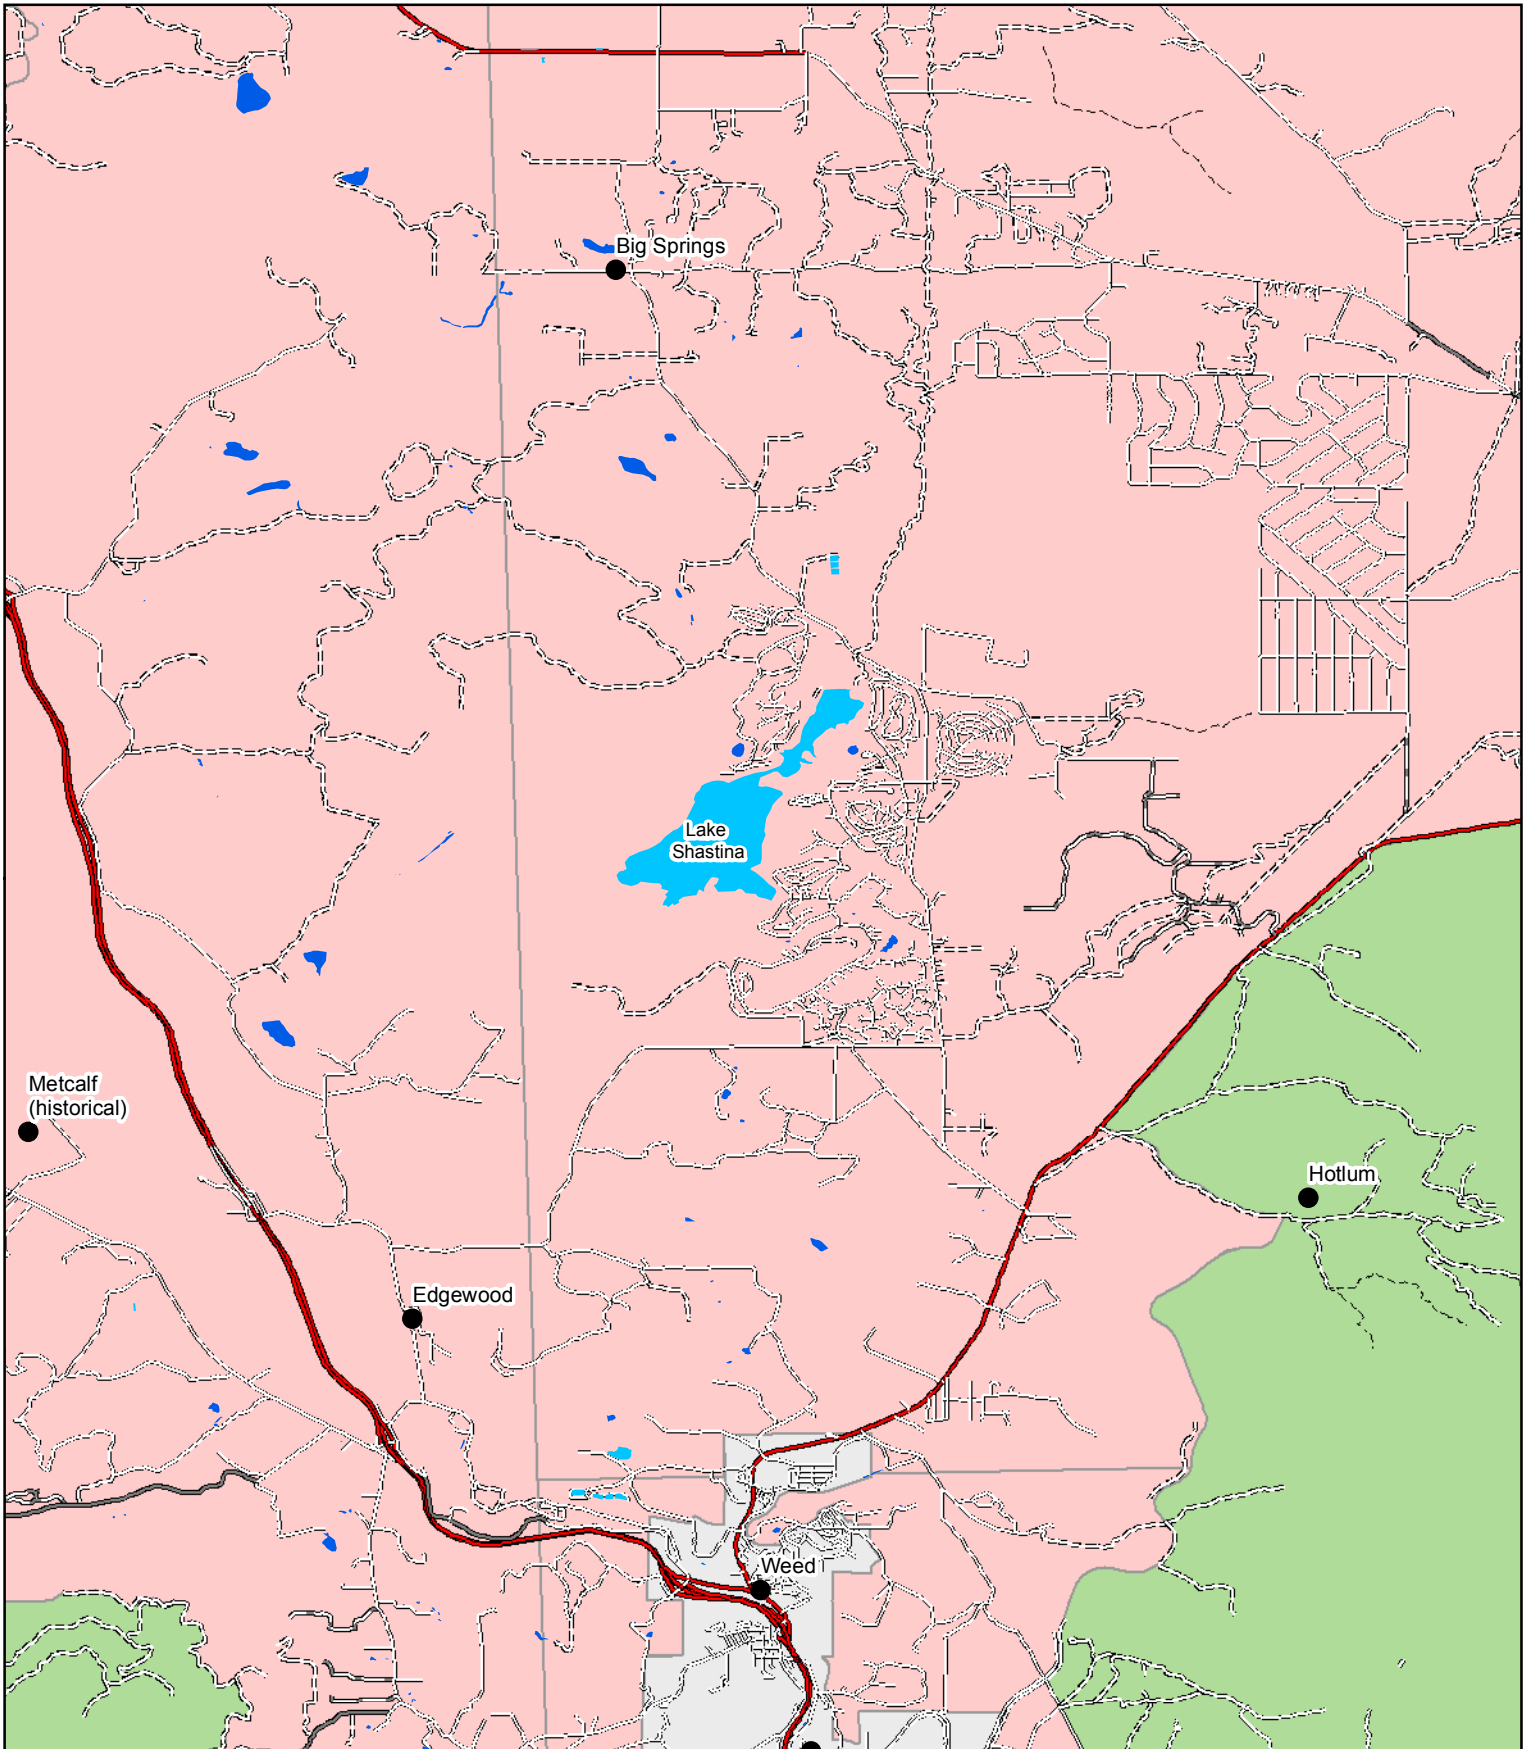 Big Springs
Lake
Shastina
Metcalf
(historical)
Hotlum
Edgewood
Weed